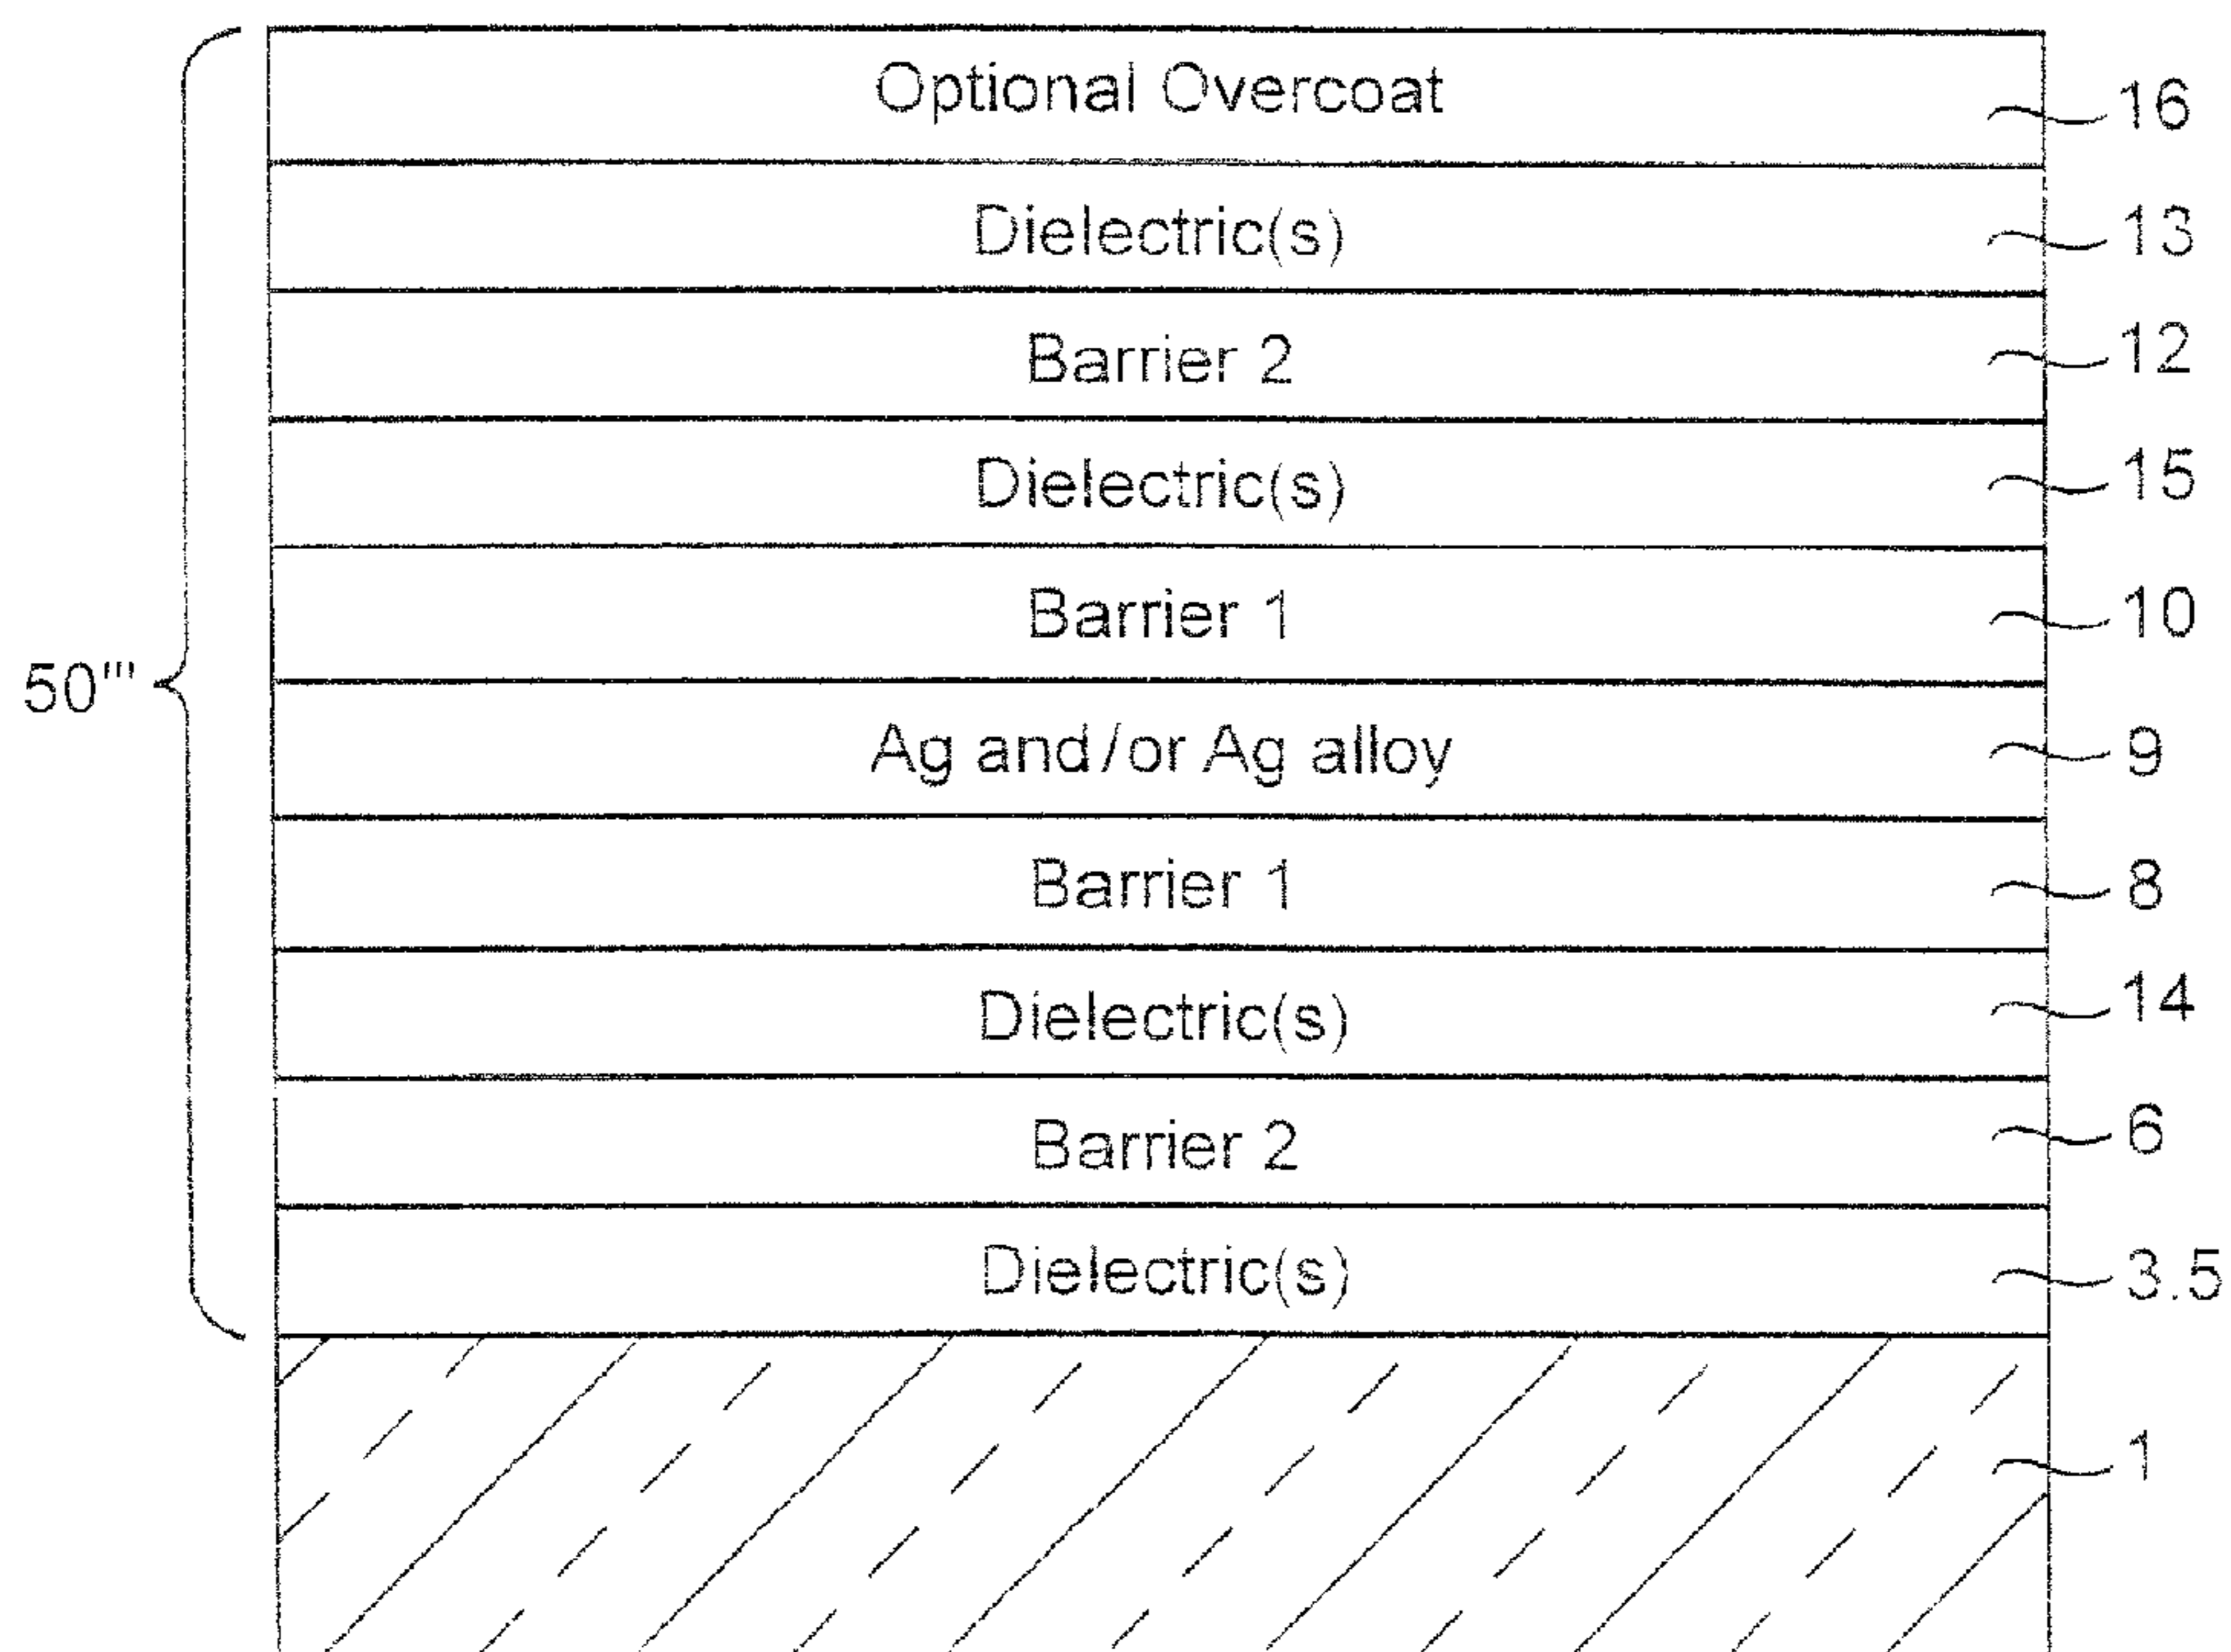 Optional Overcoat 16
Dielectric(s) 13
Barrier 2 12
Dielectric(s) 15
Barrier 1 10
50'''
Ag and/or Ag alloy 9
Barrier 1 8
Dielectric(s) 14
Barrier 2 6
Dielectric(s) 3.5
1